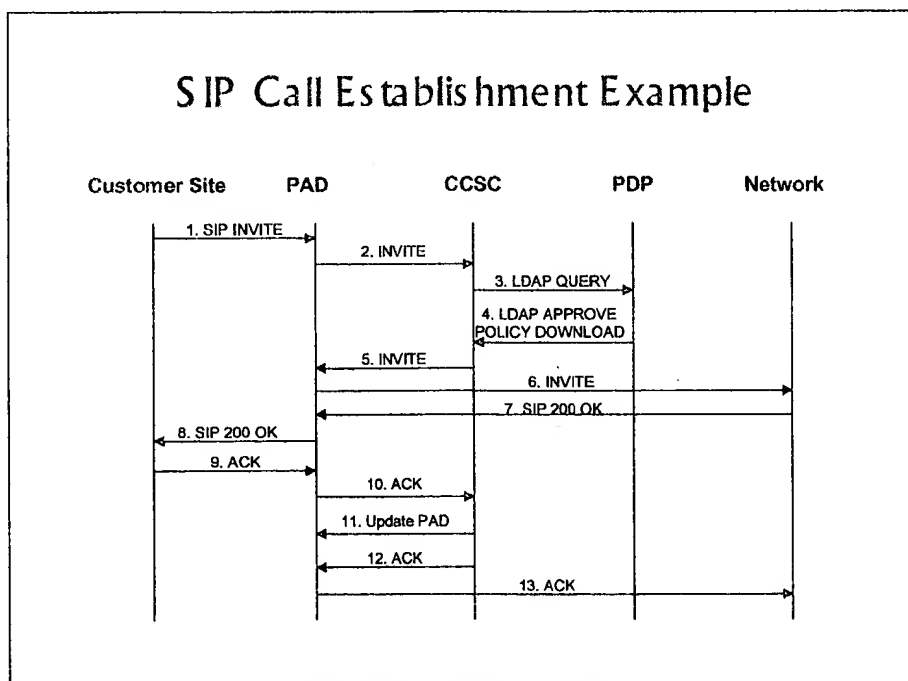 SIP Call Establishment Example
Customer Site PAD CCSC PDP Network
1. SIP INVITE
2. INVITE
3. LDAP QUERY
4. LDAP APPROVE
POLICY DOWNLOAD
5. INVITE
6. INVITE
7. SIP 200 OK
8. SIP 200 OK
9. ACK
10. ACK
11. Update PAD
12. ACK
13. ACK